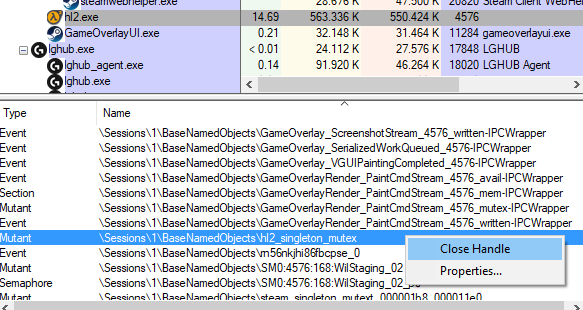 steamwebhelper.exe 28.676 K 20820 Steam Client WebHel
hl2.exe 14.69 563.336 K 550.424 K 4576
GameOverlayUI.exe 0.21 32.148 K 31.464 K 11284 gameoverlayui.exe
lghub.exe < 0.01 24.112 K 27.576 K 17848 LGHUB
lghub_agent.exe 0.14 91.920 K 46.264 K 18020 LGHUB Agent
lghub.exe
Type Name
Event \Sessions\1\BaseNamedObjects\GameOverlay_ScreenshotStream_4576_written-IPCWrapper
Event \Sessions\1\BaseNamedObjects\GameOverlay_SerializedWorkQueued_4576-IPCWrapper
Event \Sessions\1\BaseNamedObjects\GameOverlay_VGUIPaintingCompleted_4576-IPCWrapper
Event \Sessions\1\BaseNamedObjects\GameOverlayRender_PaintCmdStream_4576_avail-IPCWrapper
Section \Sessions\1\BaseNamedObjects\GameOverlayRender_PaintCmdStream_4576_mem-IPCWrapper
Mutant \Sessions\1\BaseNamedObjects\GameOverlayRender_PaintCmdStream_4576_mutex-IPCWrapper
Event \Sessions\1\BaseNamedObjects\GameOverlayRender_PaintCmdStream_4576_written-IPCWrapper
Mutant \Sessions\1\BaseNamedObjects\hl2_singleton_mutex
Close Handle
Event \Sessions\1\BaseNamedObjects\m56nkjhi86fbcpse_0
Mutant \Sessions\1\BaseNamedObjects\SM0:4576:168:WilStaging_02
Properties...
Semaphore \Sessions\1\BaseNamedObjects\SM0:4576:168:WilStaging_02
Mutant \Sessions\1\BaseNamedObjects\steam_singleton_mutext_000001b8_000011e0